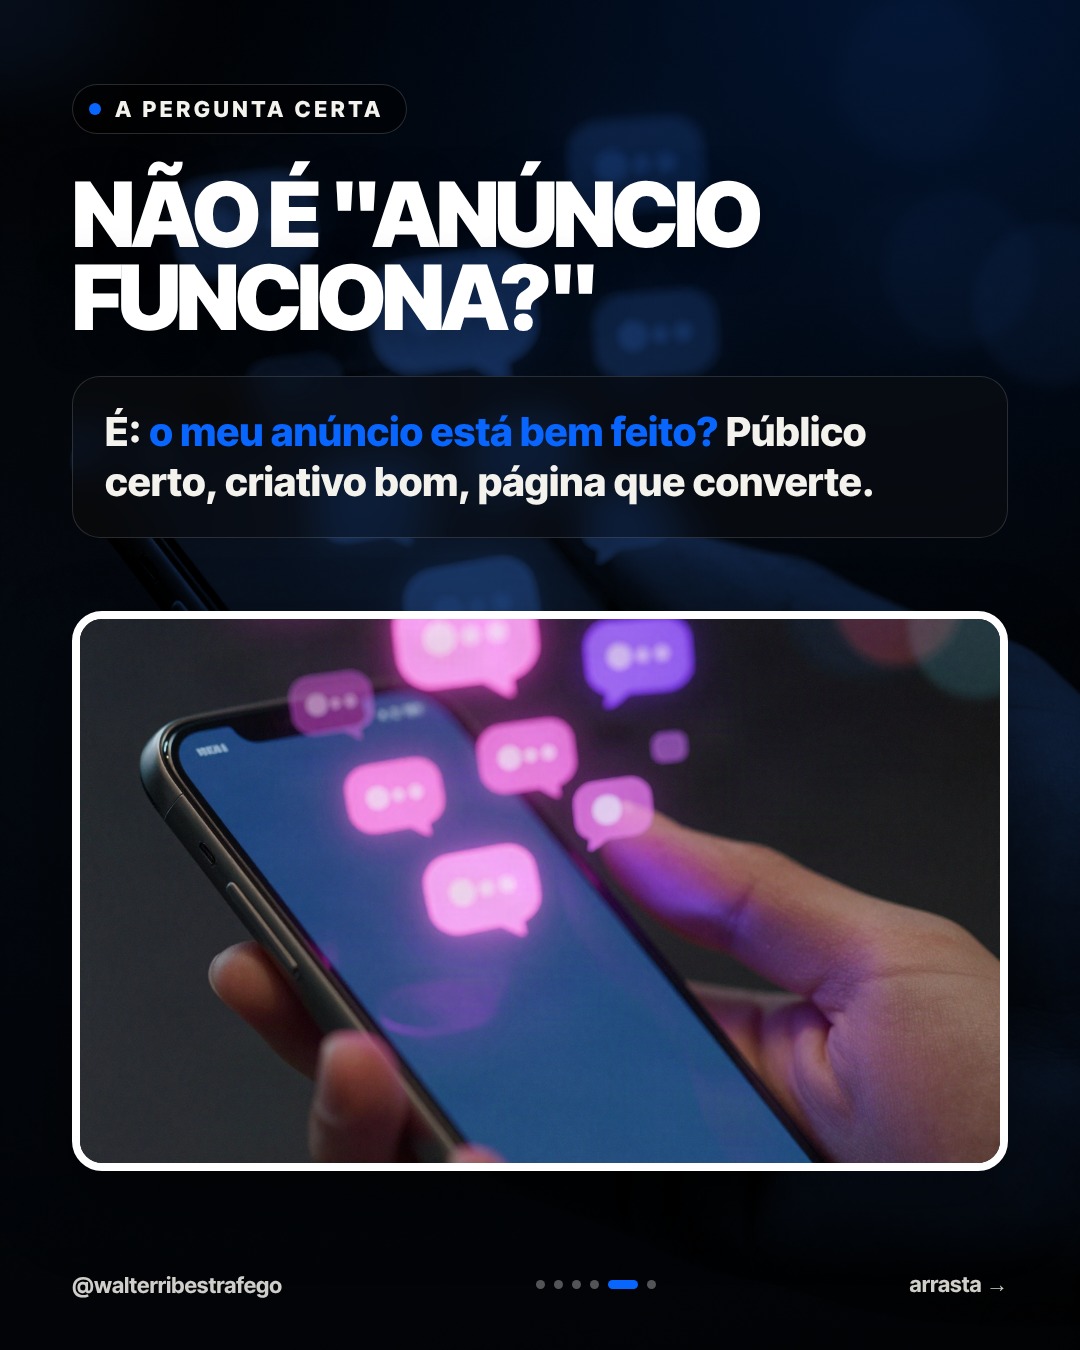 A PERGUNTA CERTA
NÃO É "ANÚNCIO
FUNCIONA?"
É: o meu anúncio está bem feito? Público
certo, criativo bom, página que converte.
@walterribestrafego
arrasta →